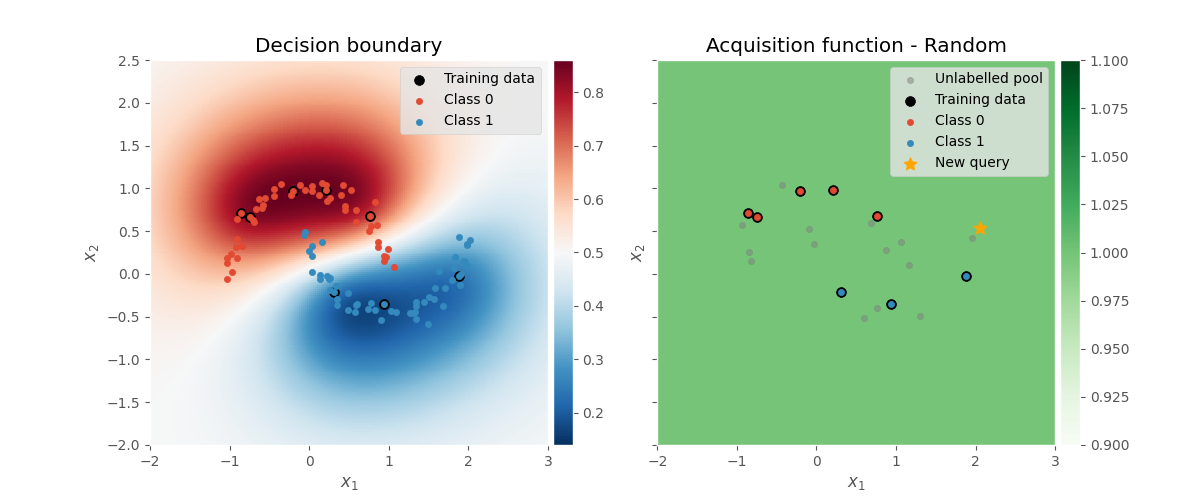 Decision boundary
Training data
Class 0
Class 1
2.5
2.0
1.5
1.0
0.5
0.0
−0.5
−1.0
−1.5
−2.0
x₂
−2
−1
0
1
2
3
x₁
0.8
0.7
0.6
0.5
0.4
0.3
0.2
Acquisition function - Random
Unlabelled pool
Training data
Class 0
Class 1
New query
x₂
−2
−1
0
1
2
3
x₁
1.100
1.075
1.050
1.025
1.000
0.975
0.950
0.925
0.900